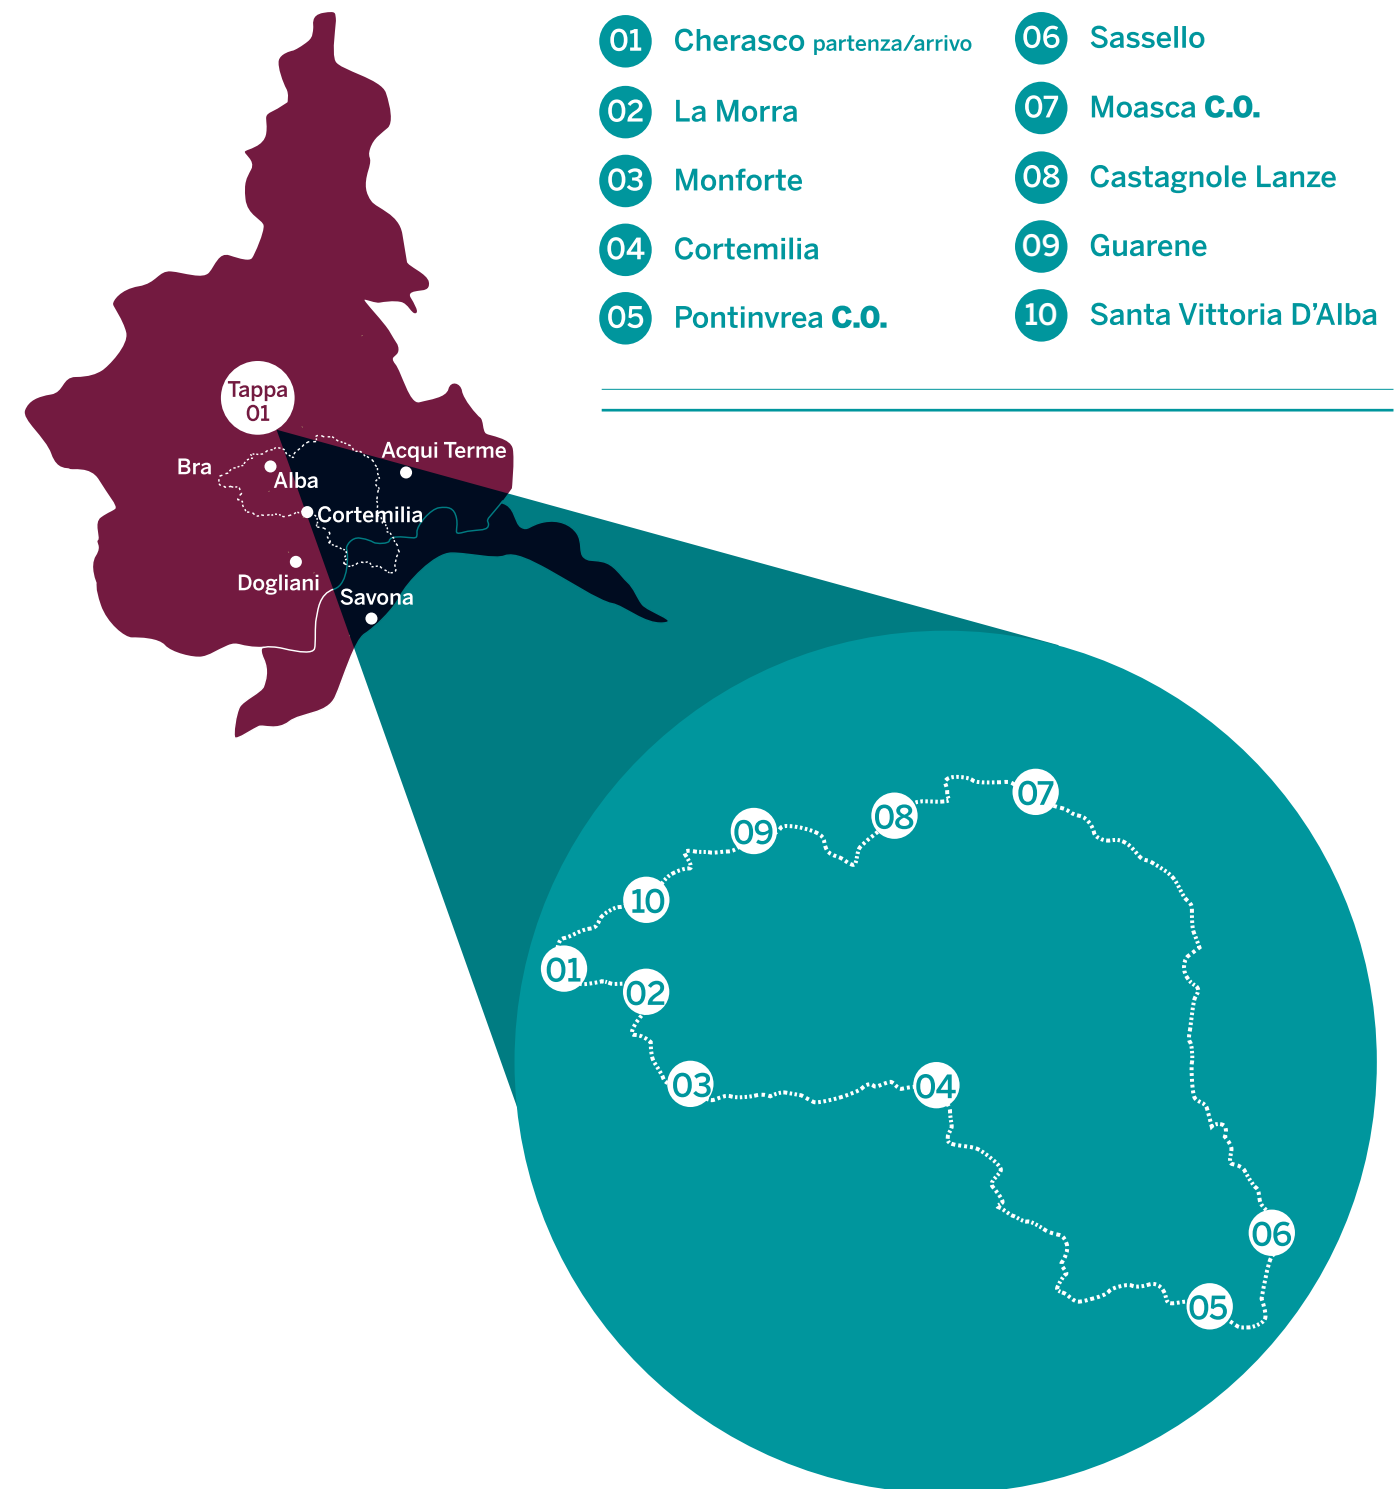 01 Cherasco partenza/arrivo
02 La Morra
03 Monforte
04 Cortemilia
05 Pontinvrea C.O.
06 Sassello
07 Moasca C.O.
08 Castagnole Lanze
09 Guarene
10 Santa Vittoria D’Alba
Tappa
01
Acqui Terme
Bra
Alba
Cortemilia
Dogliani
Savona
07
08
09
10
01
02
03
04
06
05